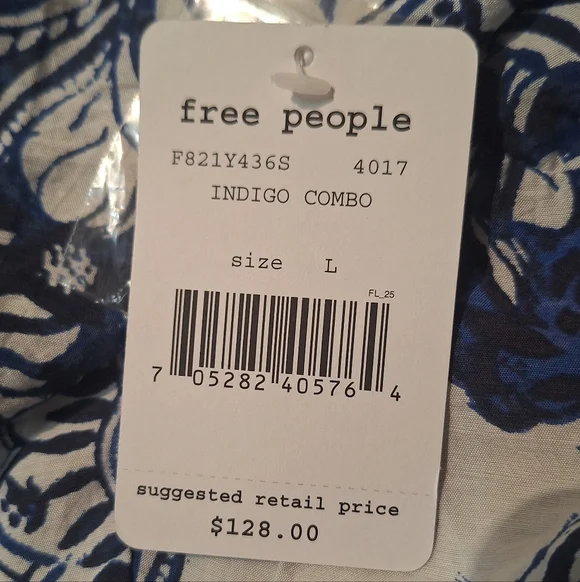 free people
F821Y436S 4017
INDIGO COMBO
size L
FL_25
7 05282 40576 4
suggested retail price
$128.00